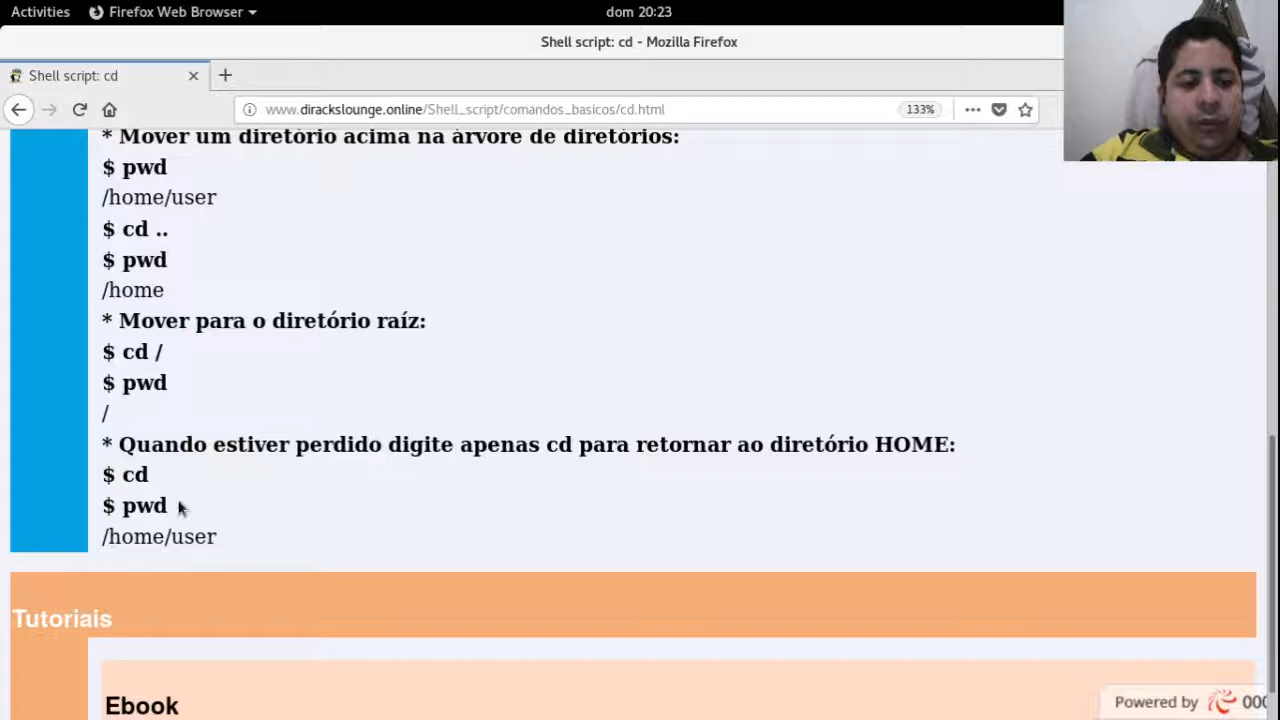 Activities Firefox Web Browser dom 20:23
Shell script: cd - Mozilla Firefox
Shell script: cd
www.dirackslounge.online/Shell_script/comandos_basicos/cd.html 133%
* Mover um diretório acima na árvore de diretórios:
$ pwd
/home/user
$ cd ..
$ pwd
/home
* Mover para o diretório raíz:
$ cd /
$ pwd
/
* Quando estiver perdido digite apenas cd para retornar ao diretório HOME:
$ cd
$ pwd
/home/user
Tutoriais
Ebook
Powered by